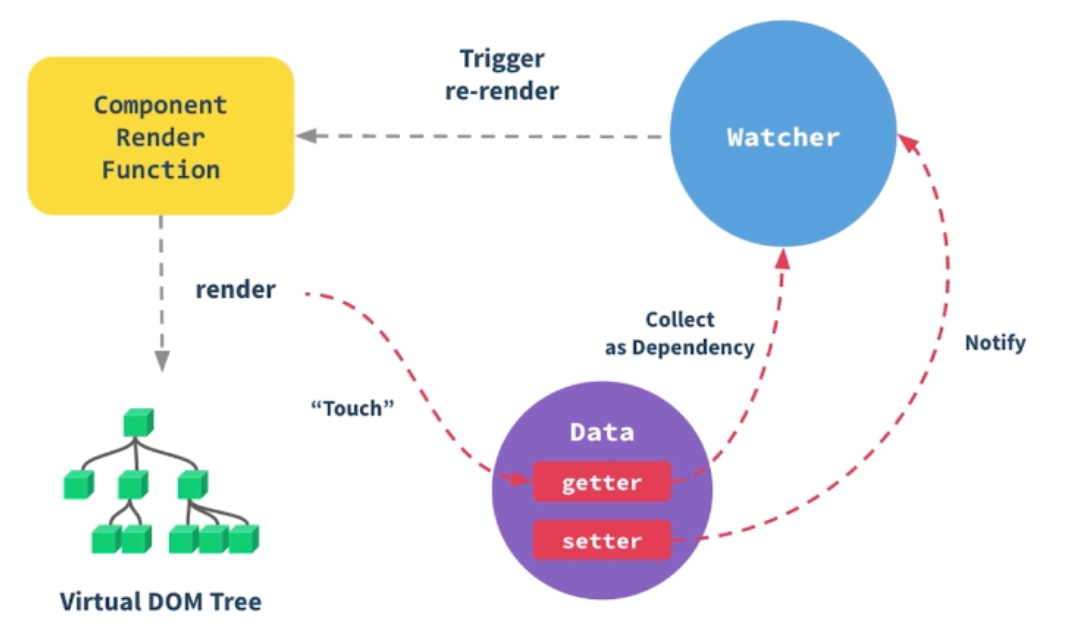 Trigger
re-render
Component
Render
Function
Watcher
render
Collect
as Dependency
Notify
“Touch”
Data
getter
setter
Virtual DOM Tree